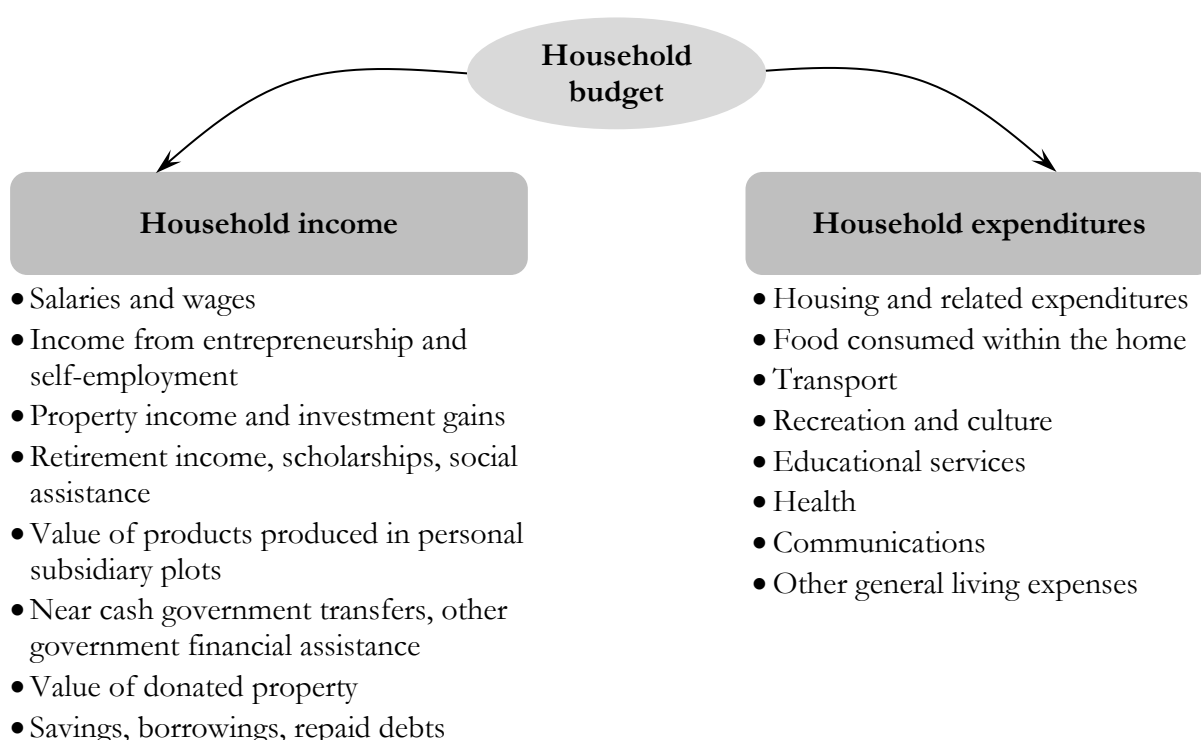 Household
budget
Household income
• Salaries and wages
• Income from entrepreneurship and
self-employment
• Property income and investment gains
• Retirement income, scholarships, social
assistance
• Value of products produced in personal
subsidiary plots
• Near cash government transfers, other
government financial assistance
• Value of donated property
• Savings, borrowings, repaid debts
Household expenditures
• Housing and related expenditures
• Food consumed within the home
• Transport
• Recreation and culture
• Educational services
• Health
• Communications
• Other general living expenses